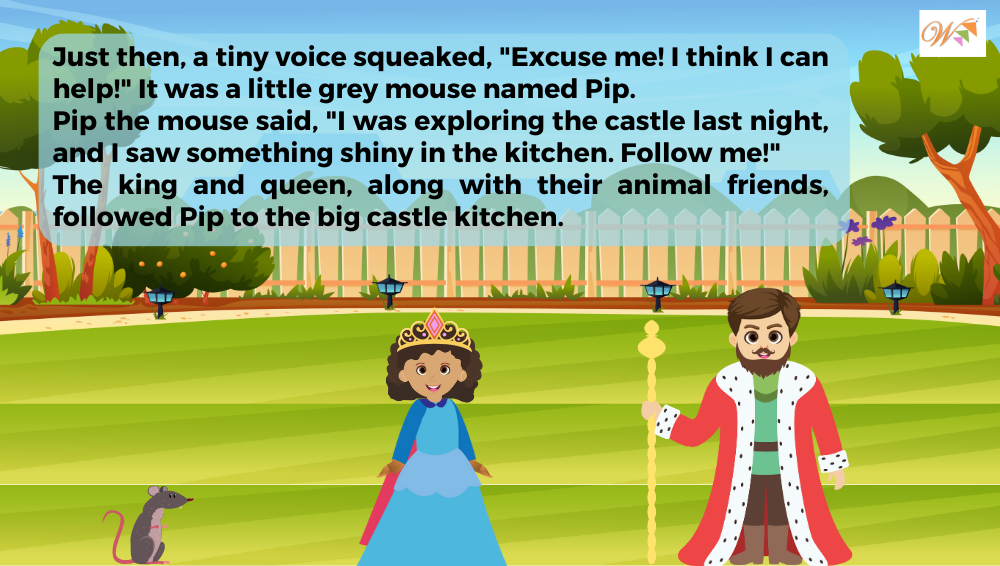 Just then, a tiny voice squeaked, "Excuse me! I think I can
help!" It was a little grey mouse named Pip.
Pip the mouse said, "I was exploring the castle last night,
and I saw something shiny in the kitchen. Follow me!"
The king and queen, along with their animal friends,
followed Pip to the big castle kitchen.
W